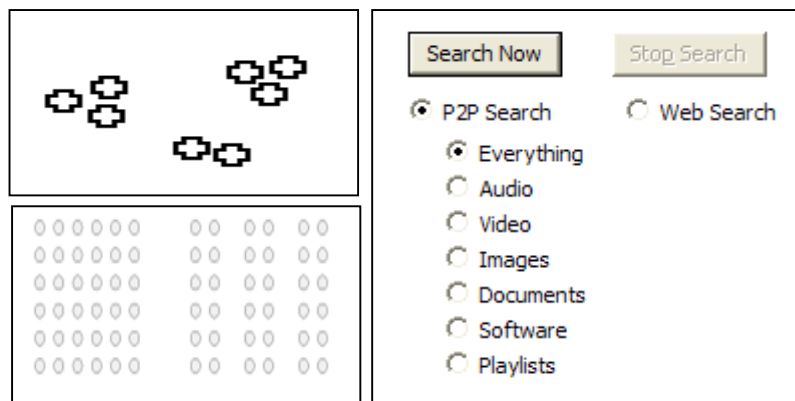 Search Now Stop Search
P2P Search Web Search
Everything
Audio
Video
Images
Documents
Software
Playlists